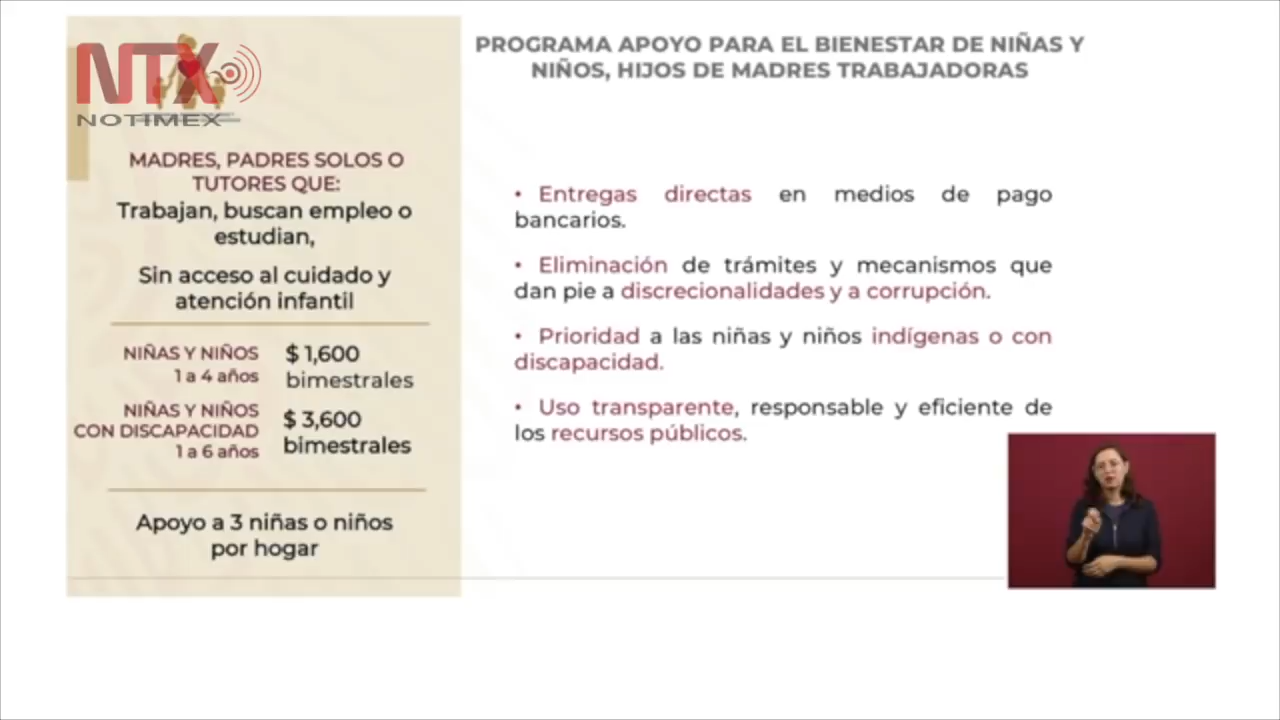 NTX
NOTIMEX
MADRES, PADRES SOLOS O
TUTORES QUE:
Trabajan, buscan empleo o
estudian,
Sin acceso al cuidado y
atención infantil
NIÑAS Y NIÑOS
1 a 4 años
$ 1,600
bimestrales
NIÑAS Y NIÑOS
CON DISCAPACIDAD
1 a 6 años
$ 3,600
bimestrales
Apoyo a 3 niñas o niños
por hogar
PROGRAMA APOYO PARA EL BIENESTAR DE NIÑAS Y
NIÑOS, HIJOS DE MADRES TRABAJADORAS
• Entregas directas en medios de pago
bancarios.
• Eliminación de trámites y mecanismos que
dan pie a discrecionalidades y a corrupción.
• Prioridad a las niñas y niños indígenas o con
discapacidad.
• Uso transparente, responsable y eficiente de
los recursos públicos.